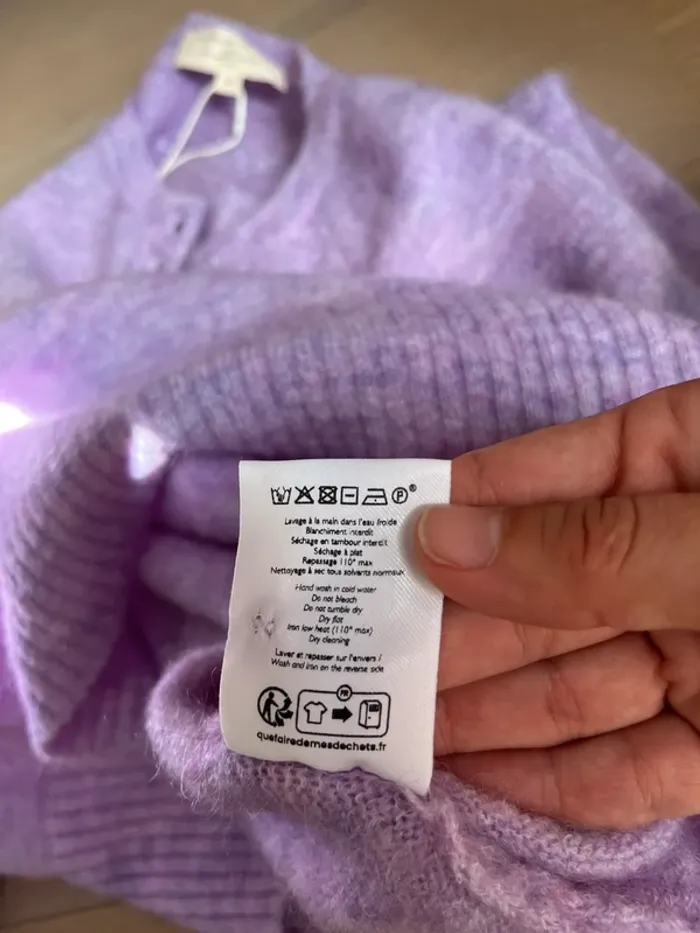 Lavage à la main dans l'eau froide
Blanchiment interdit
Séchage en tambour interdit
Séchage à plat
Repassage 110° max
Nettoyage à sec tous solvants normaux
Hand wash in cold water
Do not bleach
Do not tumble dry
Dry flat
Iron low heat (110° max)
Dry cleaning
Laver et repasser sur l'envers /
Wash and iron on the reverse side
FR
quefairedemesdechets.fr